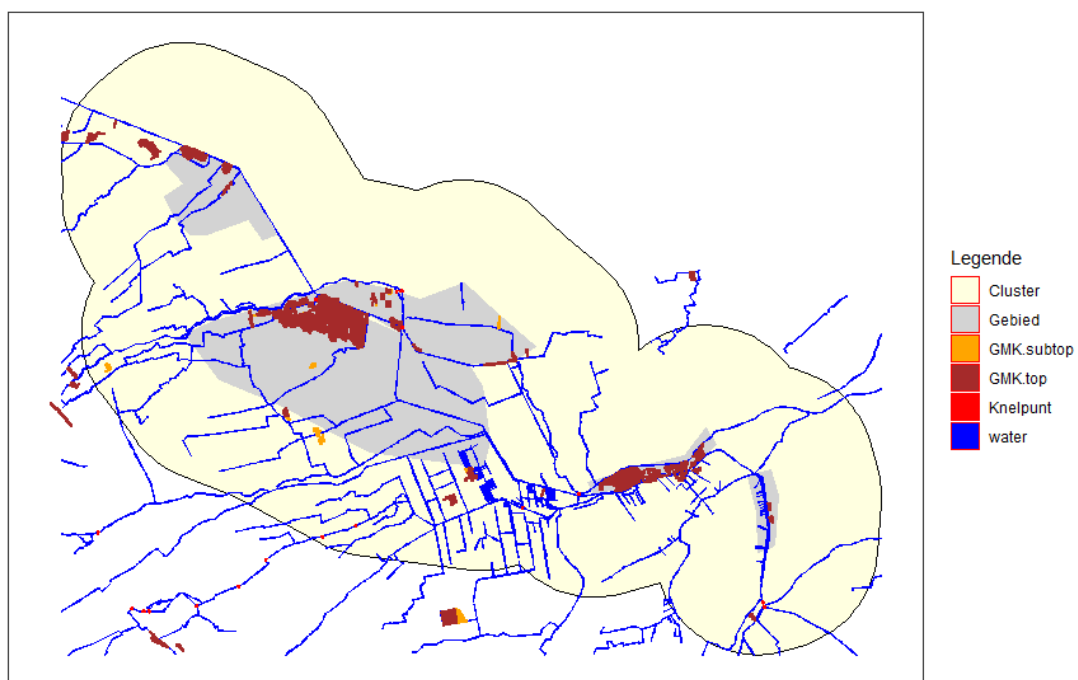 Legende
Cluster
Gebied
GMK.subtop
GMK.top
Knelpunt
water